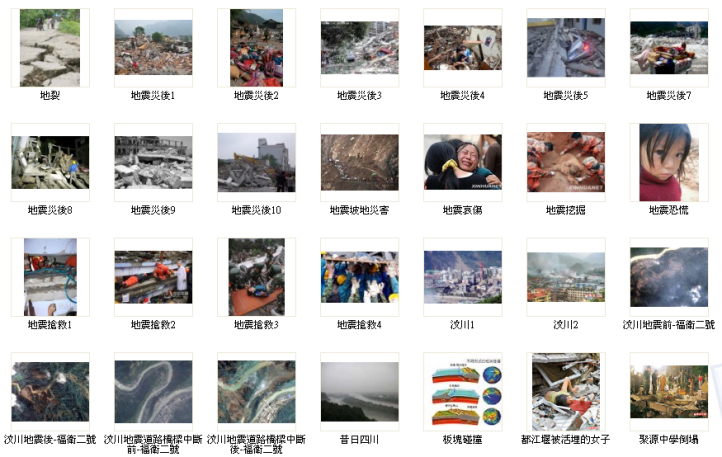 地裂
地震災後1
地震災後2
地震災後3
地震災後4
地震災後5
地震災後7
地震災後8
地震災後9
地震災後10
地震坡地災害
地震哀傷
地震挖掘
地震恐慌
地震搶救1
地震搶救2
地震搶救3
地震搶救4
汶川1
汶川2
汶川地震前-福衛二號
汶川地震後-福衛二號
汶川地震道路橋樑中斷
前-福衛二號
汶川地震道路橋樑中斷
後-福衛二號
昔日四川
板塊碰撞
都江堰被活埋的女子
聚源中學倒塌